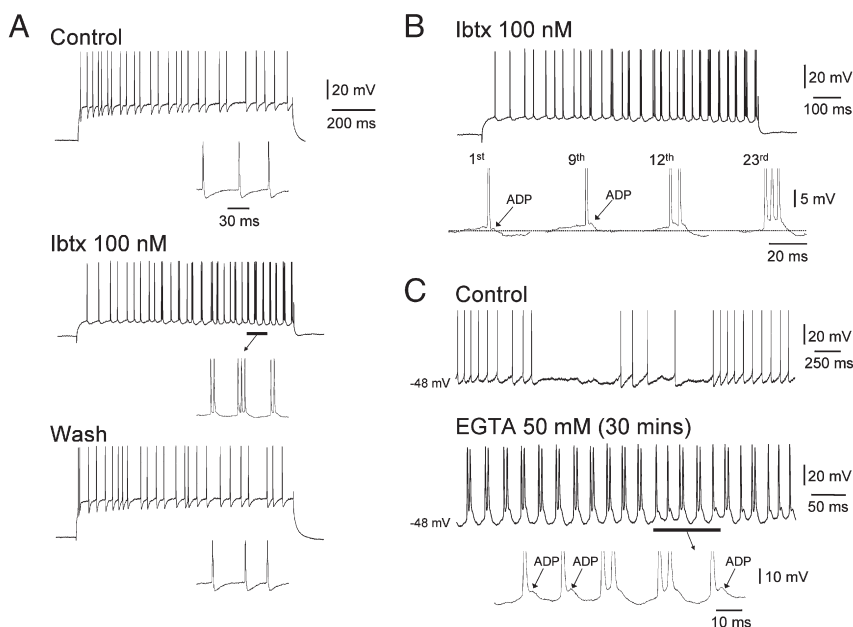 A
Control
20 mV
200 ms
30 ms
Ibtx 100 nM
Wash
B
Ibtx 100 nM
20 mV
100 ms
1st 9th 12th 23rd
ADP
ADP
5 mV
20 ms
C
Control
20 mV
250 ms
-48 mV
EGTA 50 mM (30 mins)
20 mV
50 ms
-48 mV
ADP ADP ADP
10 mV
10 ms